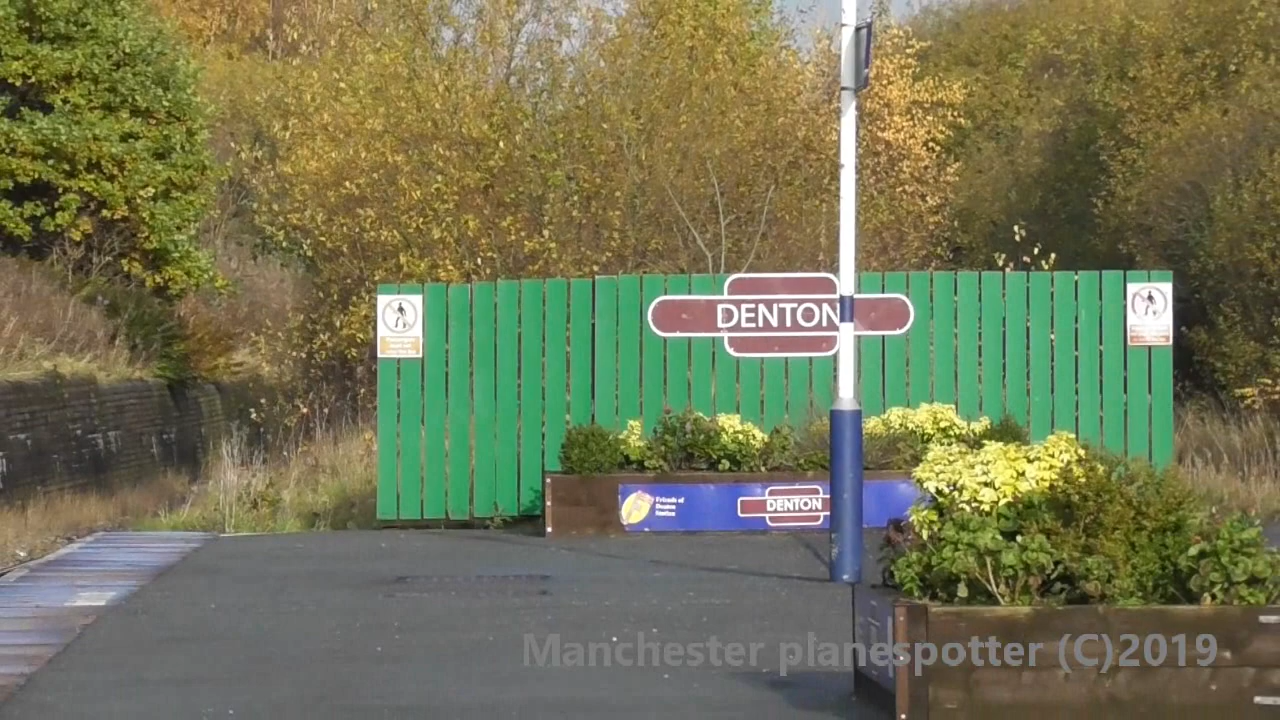 DENTON
Friends of
Denton
Station
DENTON
Manchester planespotter (C)2019